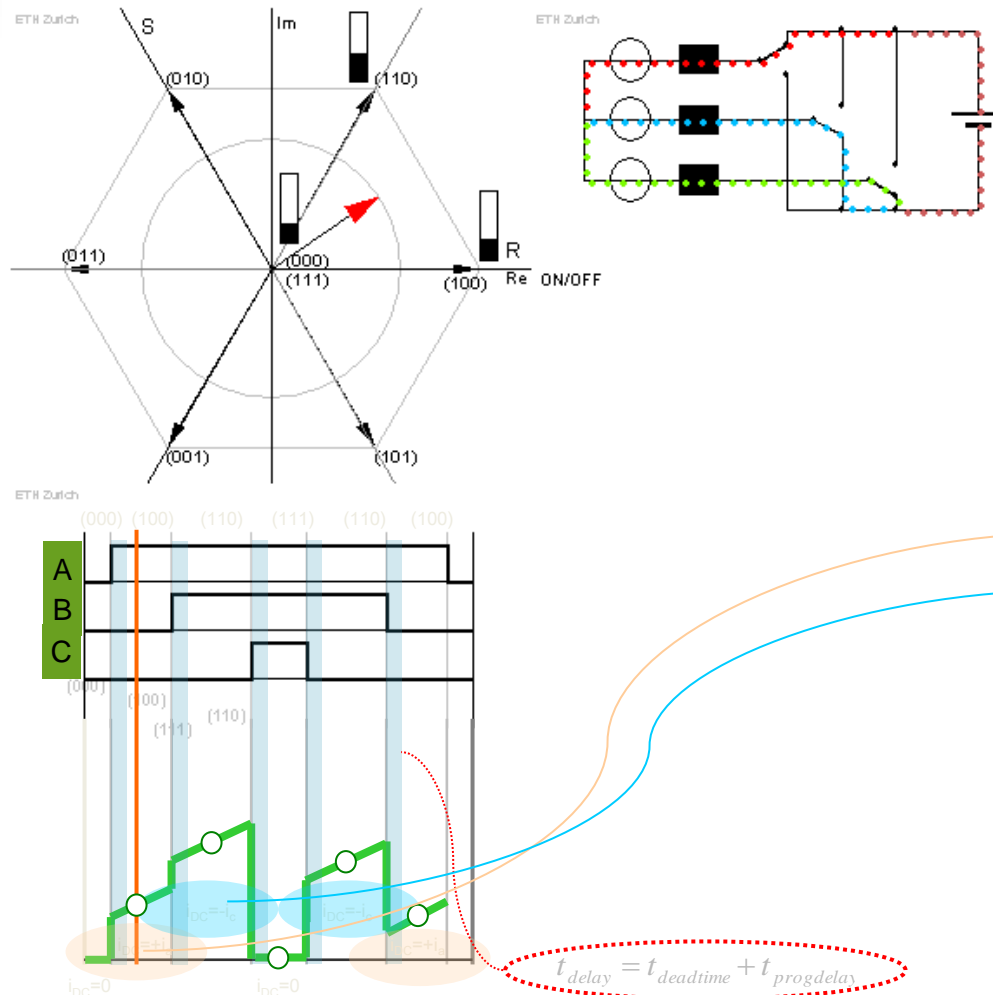 ETH Zurich
S
Im
(010)
(110)
(011)
(000)
(111)
(100)
R
Re ON/OFF
(001)
(101)
ETH Zurich
ETH Zurich
(000) (100) (110) (111) (110) (100)
A
B
C
(000)
(100)
(111)
(110)
i_DC=-i_c
i_DC=-i_c
i_DC=+i
=+i
i_DC=0
i_DC=0
t_delay = t_deadtime + t_progdelay